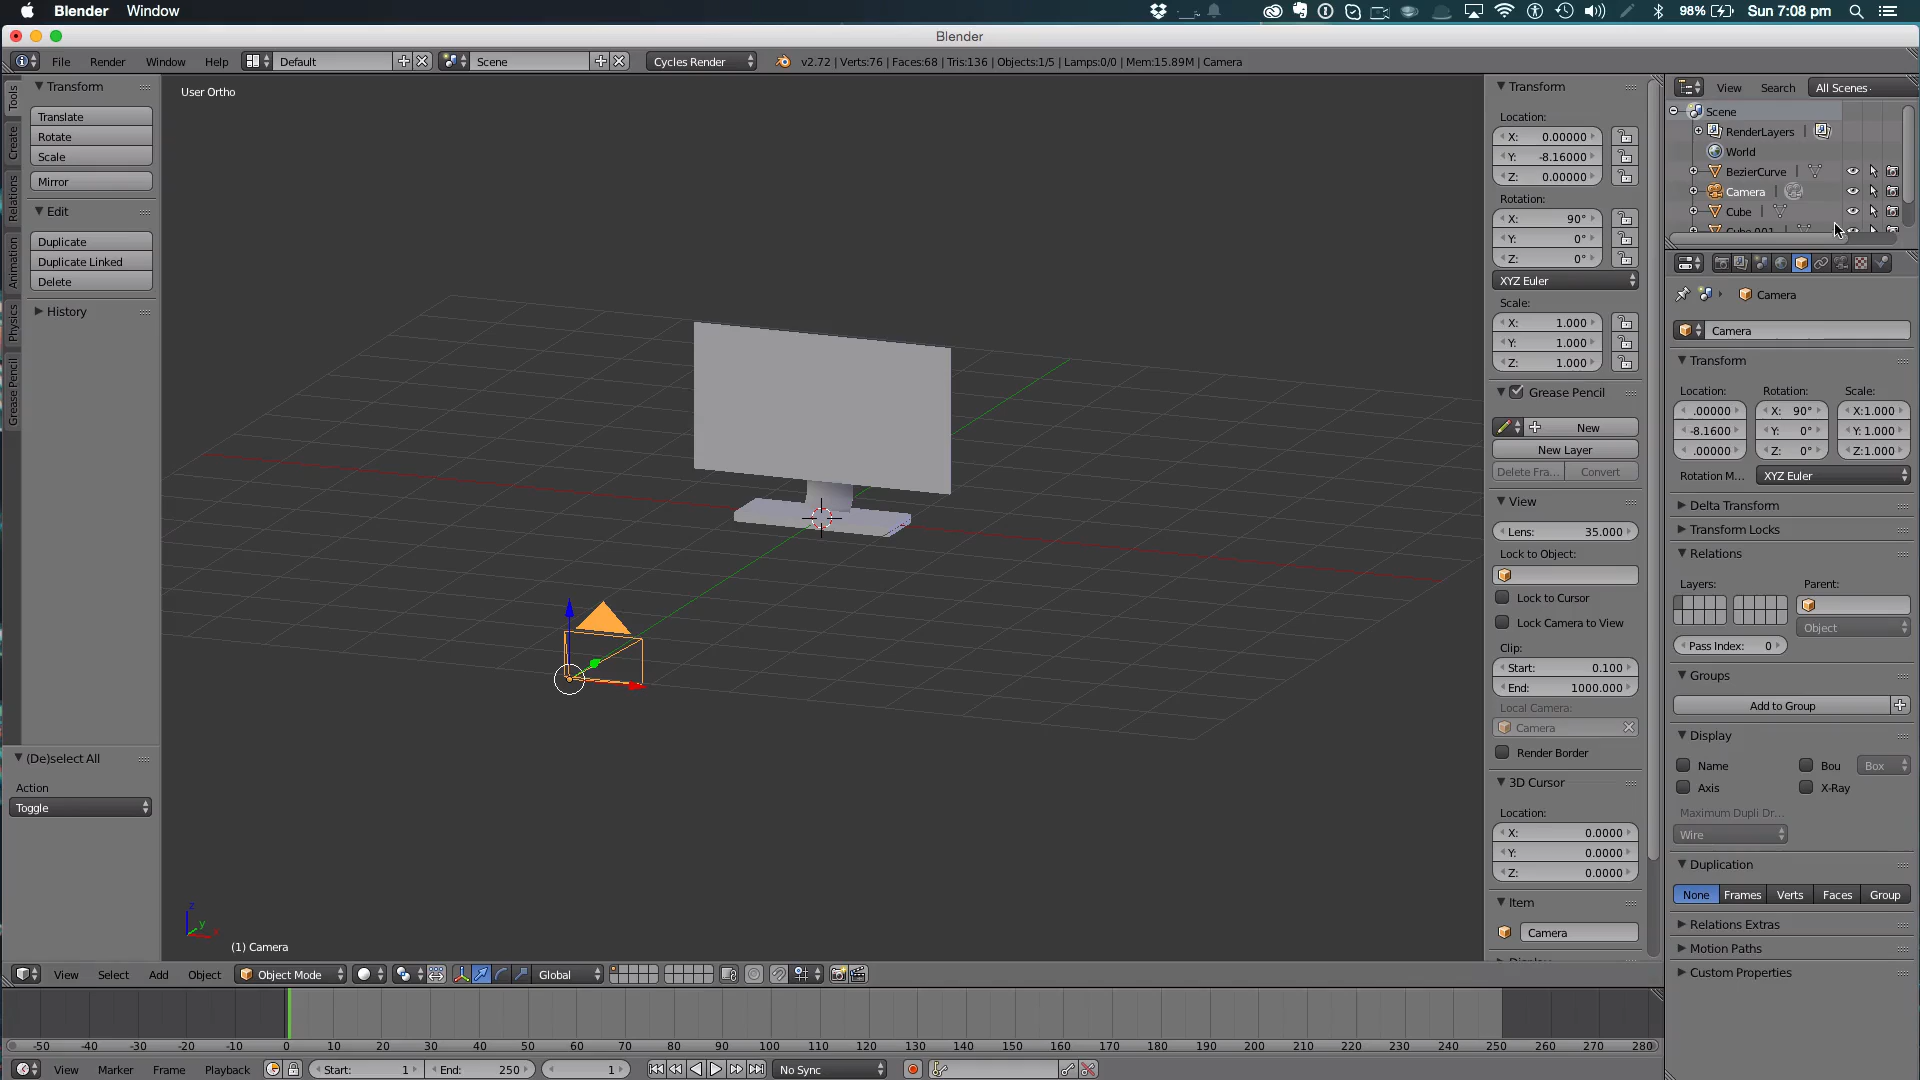 Blender Window 98% Sun 7:08 pm
Blender
File Render Window Help Default Scene Cycles Render v2.72 | Verts:76 | Faces:68 | Tris:136 | Objects:1/5 | Lamps:0/0 | Mem:15.89M | Camera
Tools
Create
Relations
Animation
Physics
Grease Pencil
Transform
Translate
Rotate
Scale
Mirror
Edit
Duplicate
Duplicate Linked
Delete
History
(De)select All
Action
Toggle
User Ortho
z
y
x
(1) Camera
Transform
Location:
X: 0.00000
Y: -8.16000
Z: 0.00000
Rotation:
X: 90°
Y: 0°
Z: 0°
XYZ Euler
Scale:
X: 1.000
Y: 1.000
Z: 1.000
Grease Pencil
New
New Layer
Delete Fra... Convert
View
Lens: 35.000
Lock to Object:
Lock to Cursor
Lock Camera to View
Clip:
Start: 0.100
End: 1000.000
Local Camera:
Camera
Render Border
3D Cursor
Location:
X: 0.0000
Y: 0.0000
Z: 0.0000
Item
Camera
View Search All Scenes
Scene
RenderLayers
World
BezierCurve
Camera
Cube
Cube.001
Camera
Camera
Transform
Location: Rotation: Scale:
.00000 X: 90° X:1.000
-8.1600 Y: 0° Y:1.000
.00000 Z: 0° Z:1.000
Rotation M... XYZ Euler
Delta Transform
Transform Locks
Relations
Layers: Parent:
Object
Pass Index: 0
Groups
Add to Group
Display
Name Bou Box
Axis X-Ray
Maximum Dupli Dr...
Wire
Duplication
None Frames Verts Faces Group
Relations Extras
Motion Paths
Custom Properties
View Select Add Object Object Mode Global
-50 -40 -30 -20 -10 0 10 20 30 40 50 60 70 80 90 100 110 120 130 140 150 160 170 180 190 200 210 220 230 240 250 260 270 280
View Marker Frame Playback Start: 1 End: 250 1 No Sync